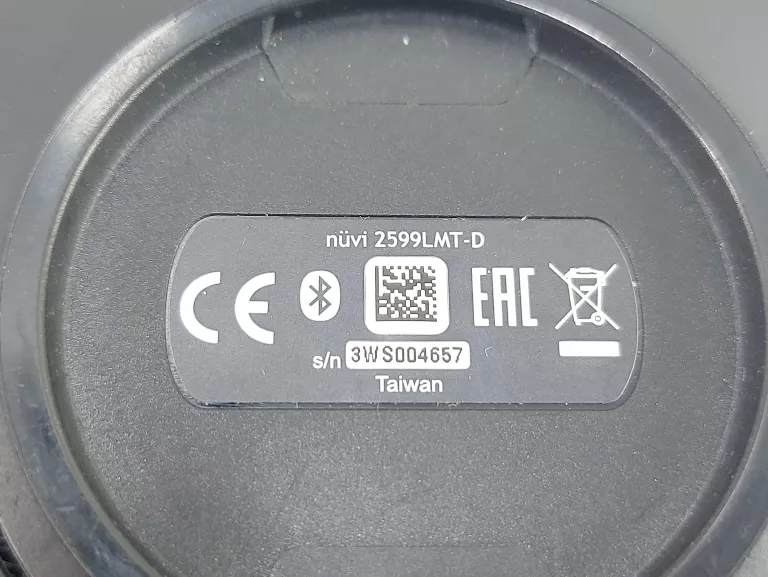 nüvi 2599LMT-D
CE
EAC
s/n 3WS004657
Taiwan